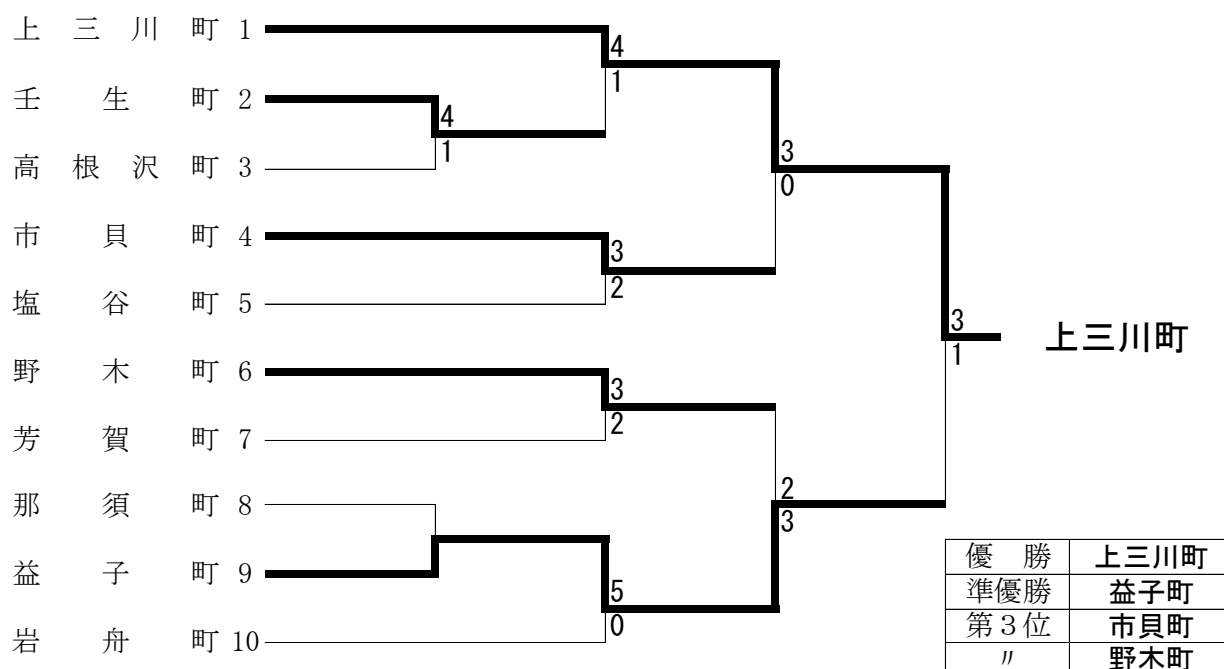 上三川町 1
4
1
壬生町 2
4
1
高根沢町 3
3
0
市貝町 4
3
2
塩谷町 5
3
1
上三川町
野木町 6
3
2
芳賀町 7
那須町 8
2
3
益子町 9
5
0
岩舟町 10
優勝 上三川町
準優勝 益子町
第３位 市貝町
〃 野木町